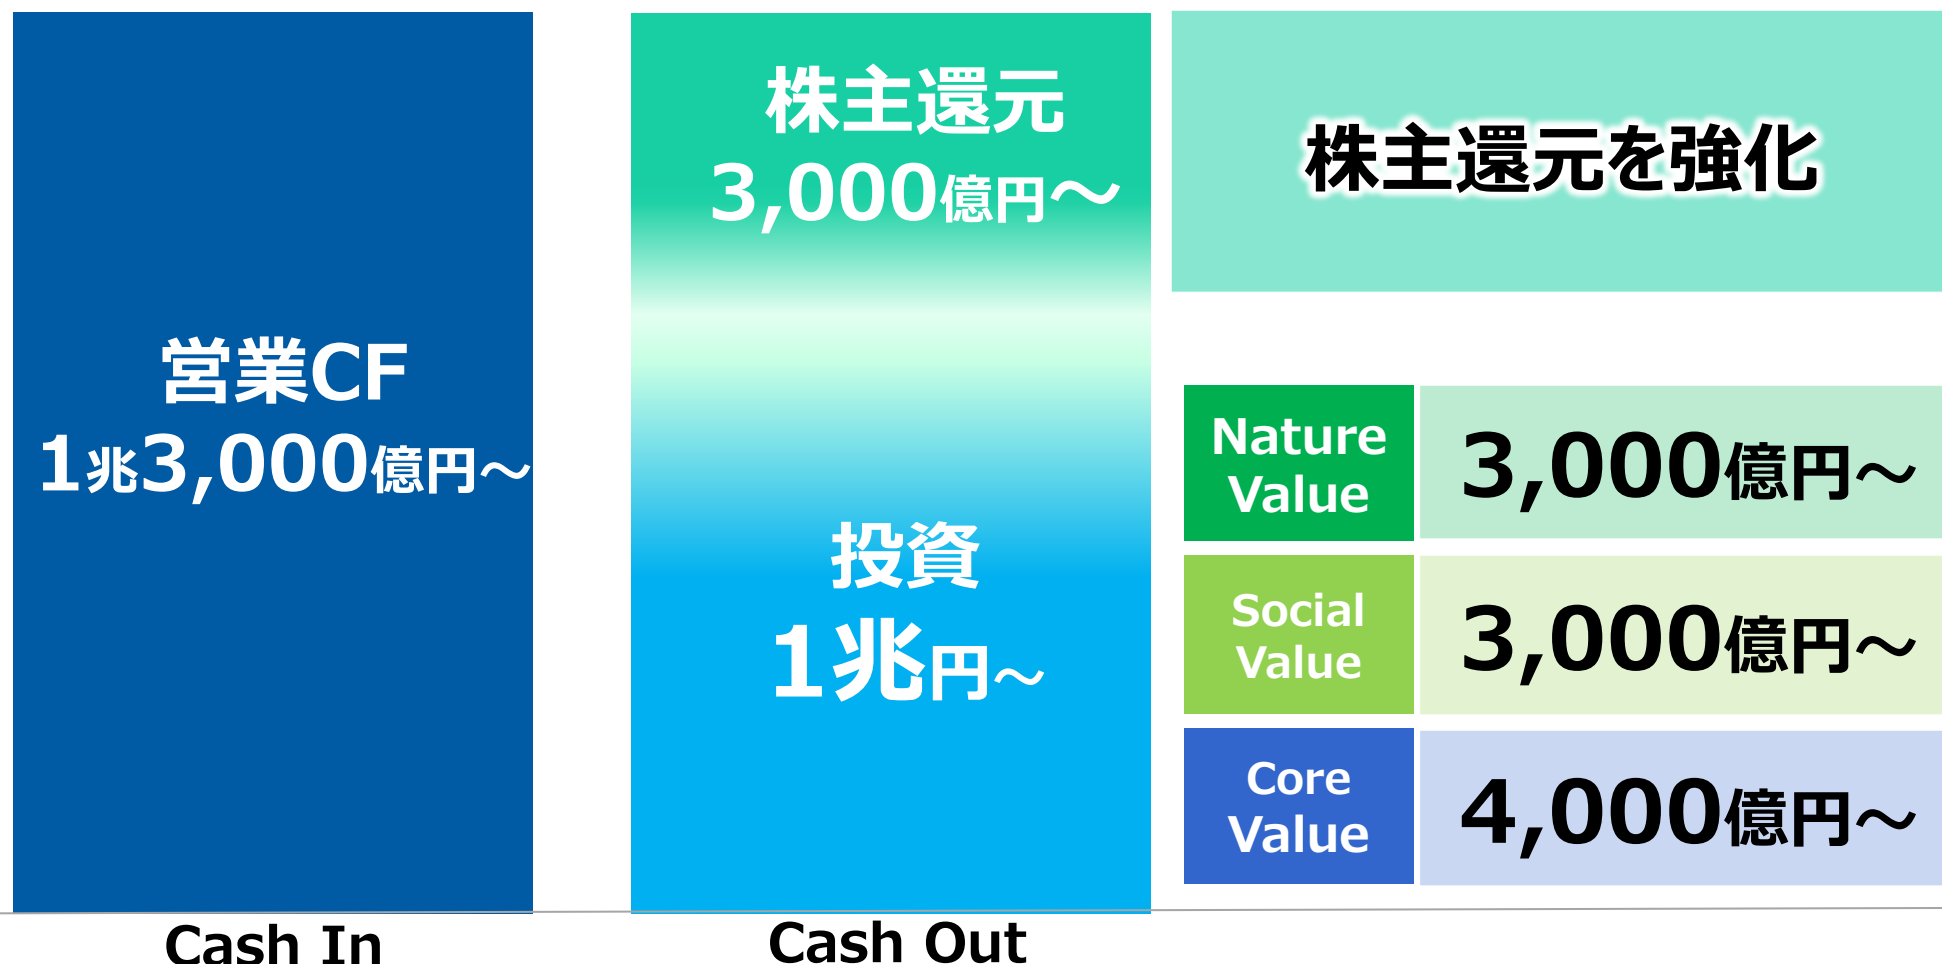 営業CF
1兆3,000億円～
Cash In
株主還元
3,000億円～
投資
1兆円～
Cash Out
株主還元を強化
Nature
Value
3,000億円～
Social
Value
3,000億円～
Core
Value
4,000億円～